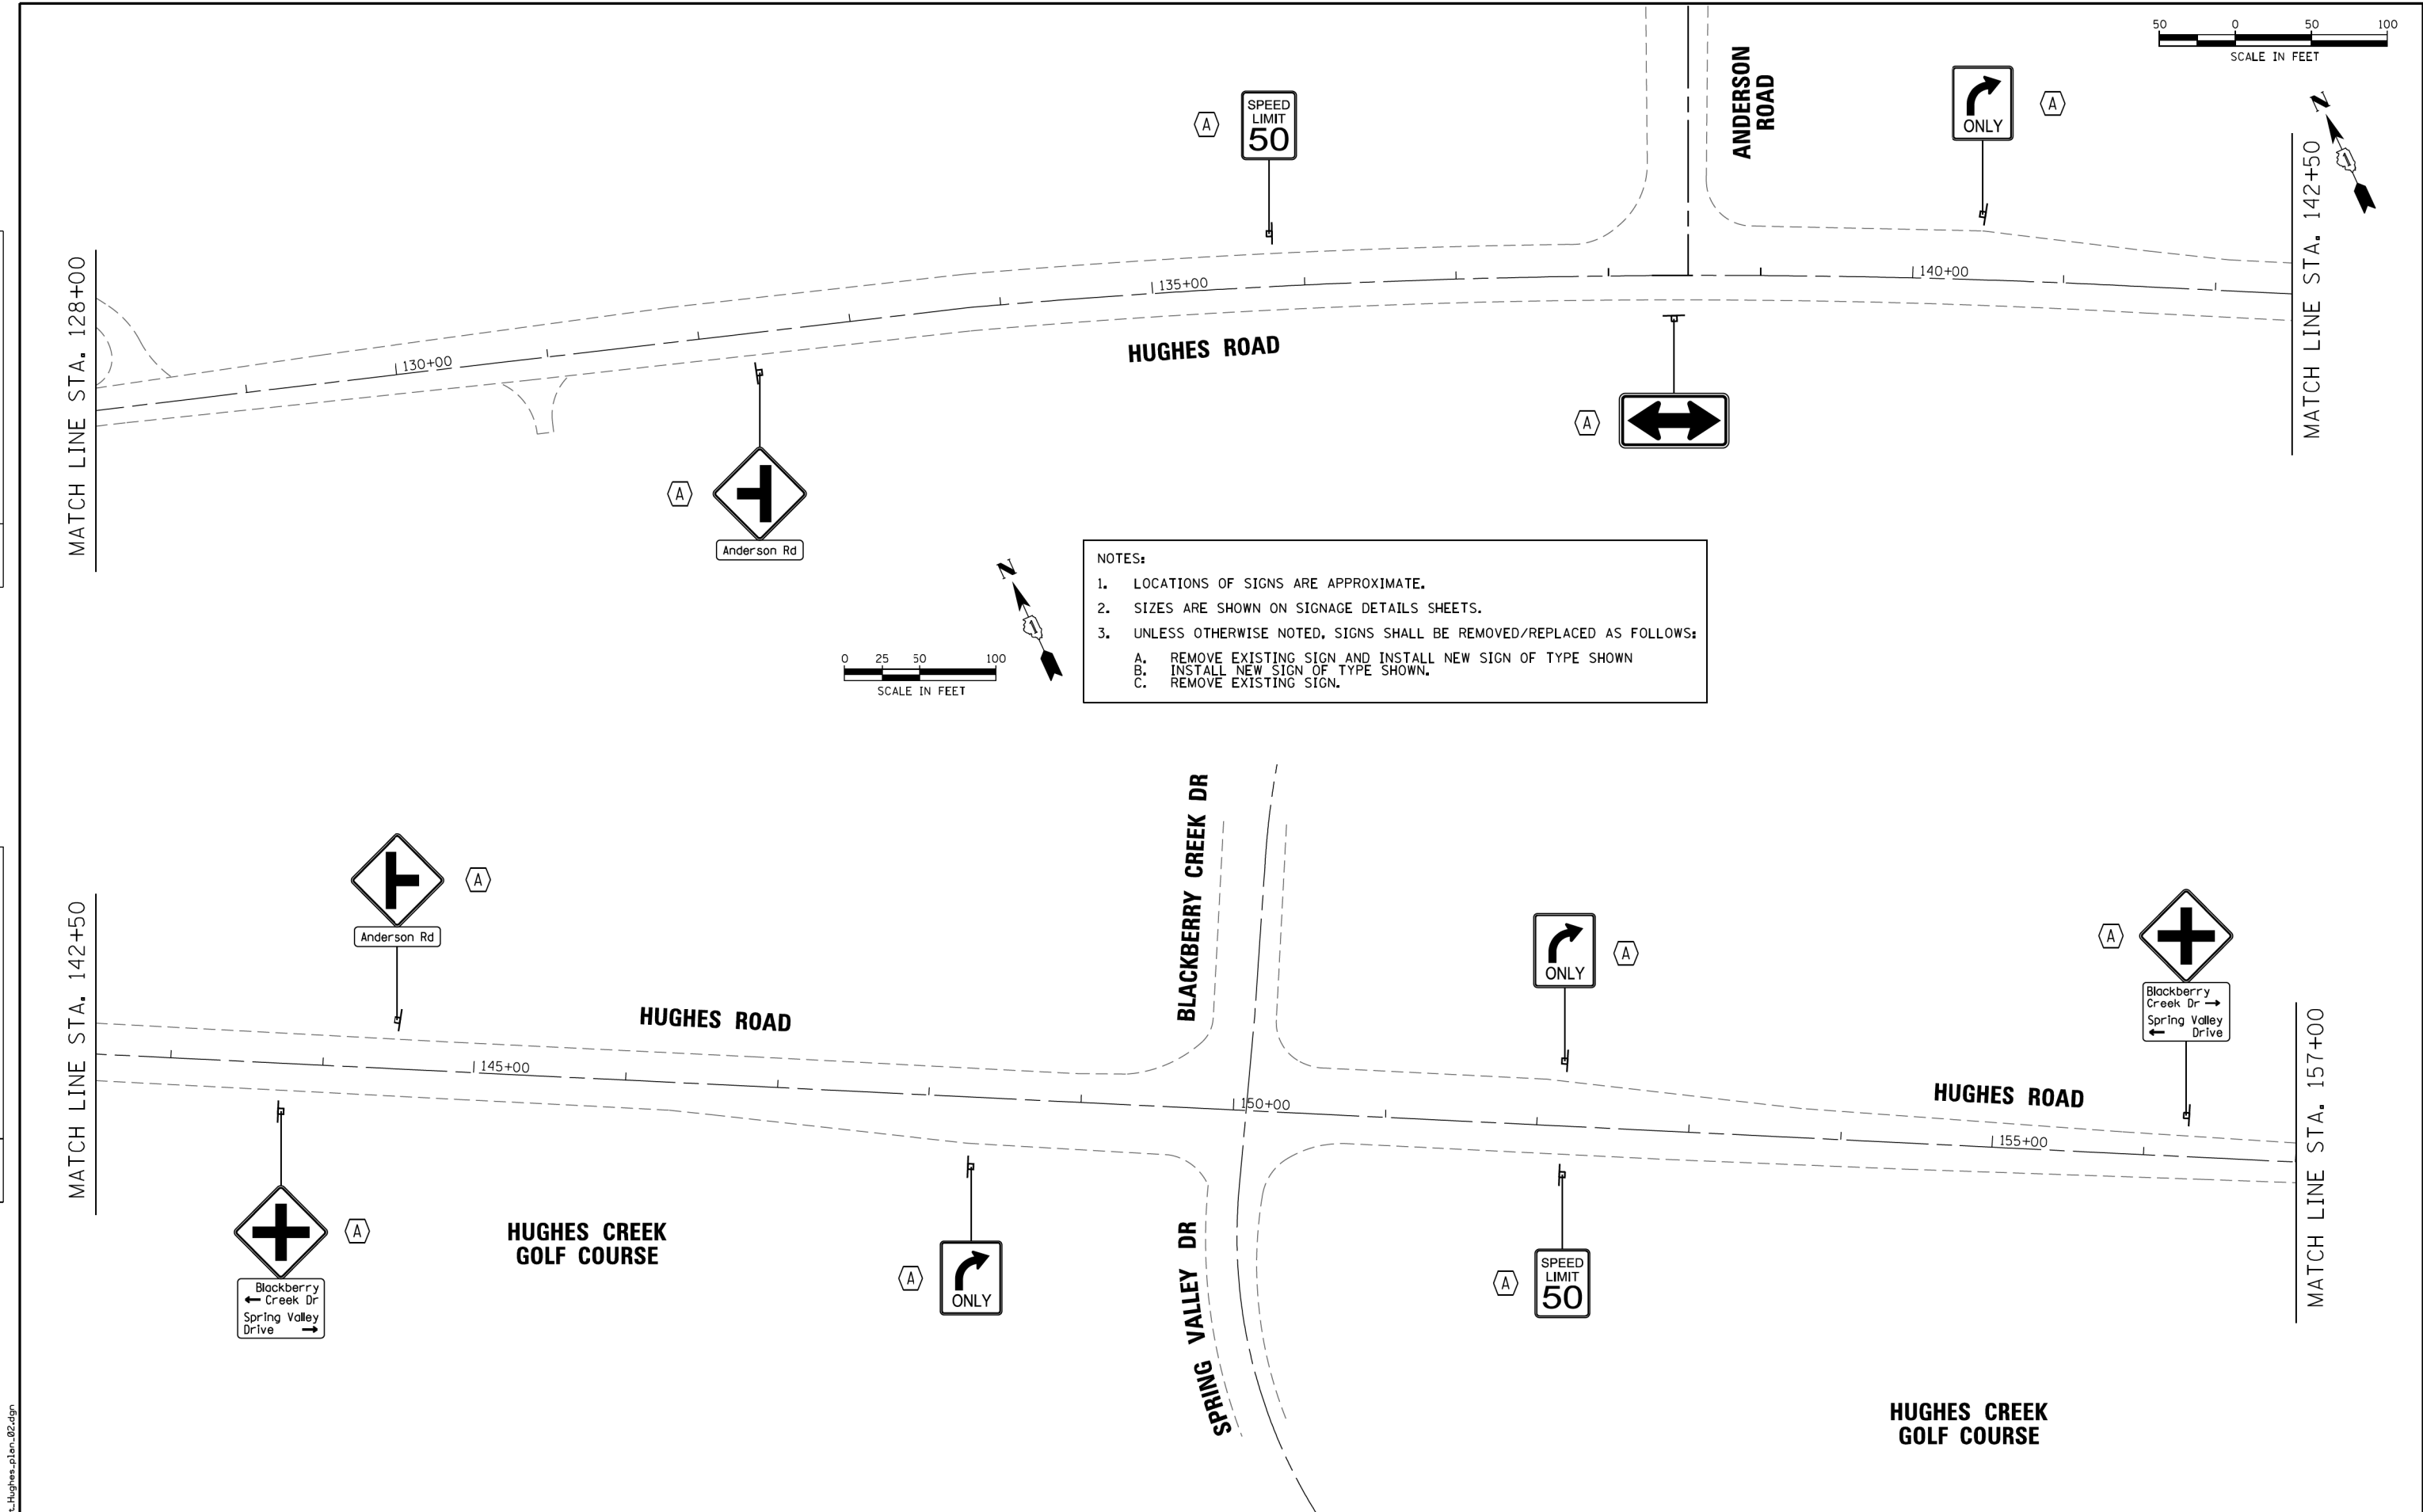 50 0 50 100
SCALE IN FEET
N
1
MATCH LINE STA. 128+00
A
SPEED
LIMIT
50
ANDERSON
ROAD
ONLY
A
MATCH LINE STA. 142+50
130+00
135+00
140+00
HUGHES ROAD
A
Anderson Rd
A
NOTES:
1. LOCATIONS OF SIGNS ARE APPROXIMATE.
2. SIZES ARE SHOWN ON SIGNAGE DETAILS SHEETS.
3. UNLESS OTHERWISE NOTED, SIGNS SHALL BE REMOVED/REPLACED AS FOLLOWS:
A. REMOVE EXISTING SIGN AND INSTALL NEW SIGN OF TYPE SHOWN
B. INSTALL NEW SIGN OF TYPE SHOWN.
C. REMOVE EXISTING SIGN.
N
1
0 25 50 100
SCALE IN FEET
MATCH LINE STA. 142+50
A
Anderson Rd
HUGHES ROAD
BLACKBERRY CREEK DR
ONLY
A
A
Blackberry
Creek Dr →
Spring Valley
← Drive
HUGHES ROAD
MATCH LINE STA. 157+00
145+00
150+00
155+00
A
Blackberry
← Creek Dr
Spring Valley
Drive →
HUGHES CREEK
GOLF COURSE
A
ONLY
SPRING VALLEY DR
A
SPEED
LIMIT
50
HUGHES CREEK
GOLF COURSE
t_Hughes_plan_02.dgn